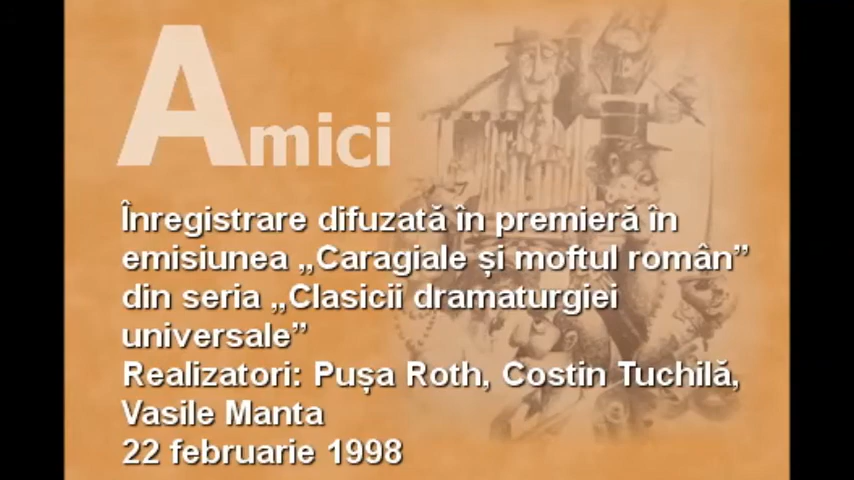 Amici
Înregistrare difuzată în premieră în
emisiunea „Caragiale și moftul român”
din seria „Clasicii dramaturgiei
universale”
Realizatori: Pușa Roth, Costin Tuchilă,
Vasile Manta
22 februarie 1998